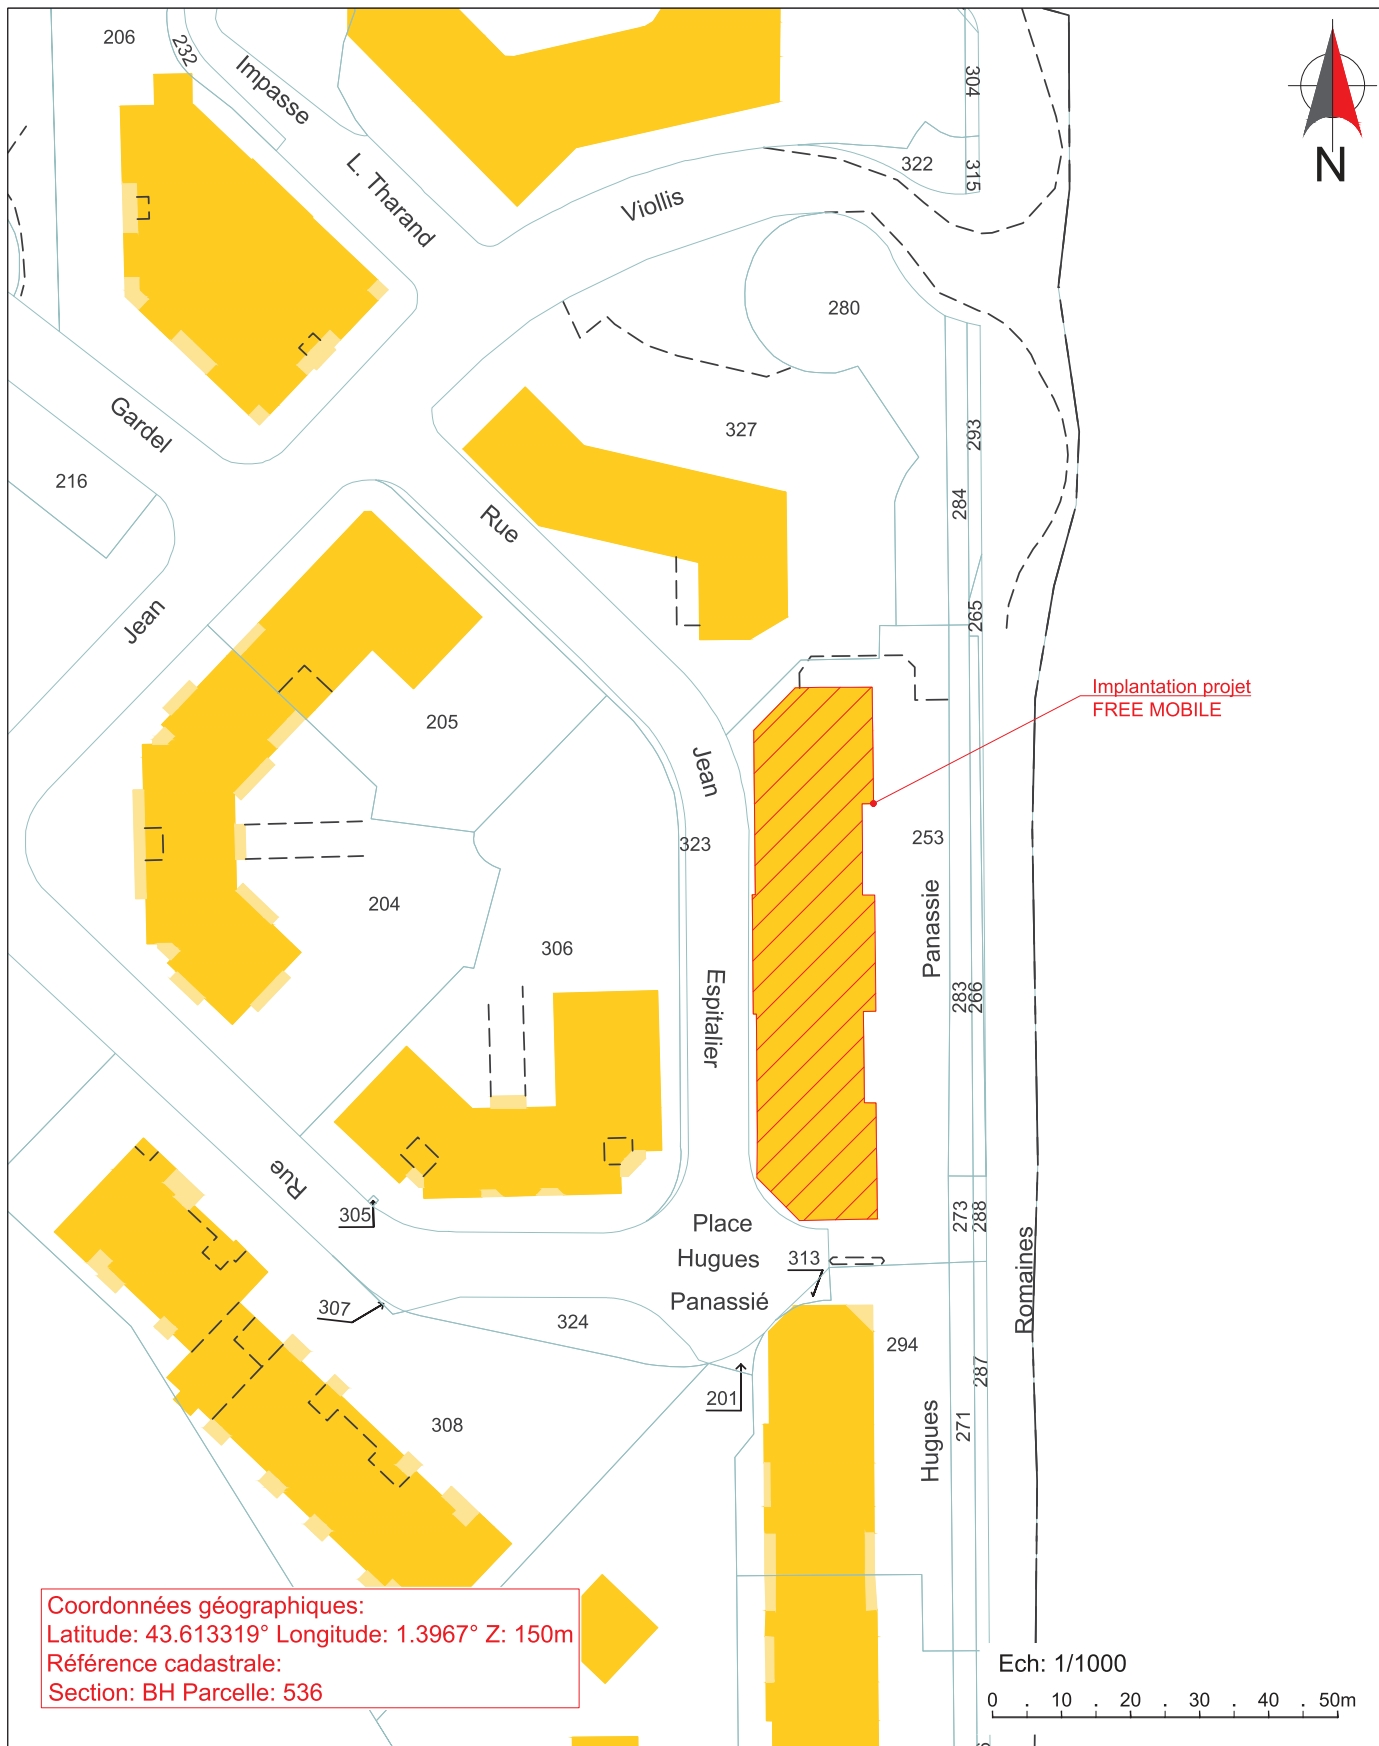 206
232
Impasse
L. Tharand
304
322
315
N
Viollis
280
Gardel
216
327
293
284
Rue
Jean
265
Implantation projet
FREE MOBILE
205
Jean
323
253
204
306
Panassie
Espitalier
283
266
Rue
305
Place
Hugues
Panassié
313
273
288
Romaines
307
324
294
287
201
308
271
Hugues
Coordonnées géographiques:
Latitude: 43.613319° Longitude: 1.3967° Z: 150m
Référence cadastrale:
Section: BH Parcelle: 536
Ech: 1/1000
0 . 10 . 20 . 30 . 40 . 50m